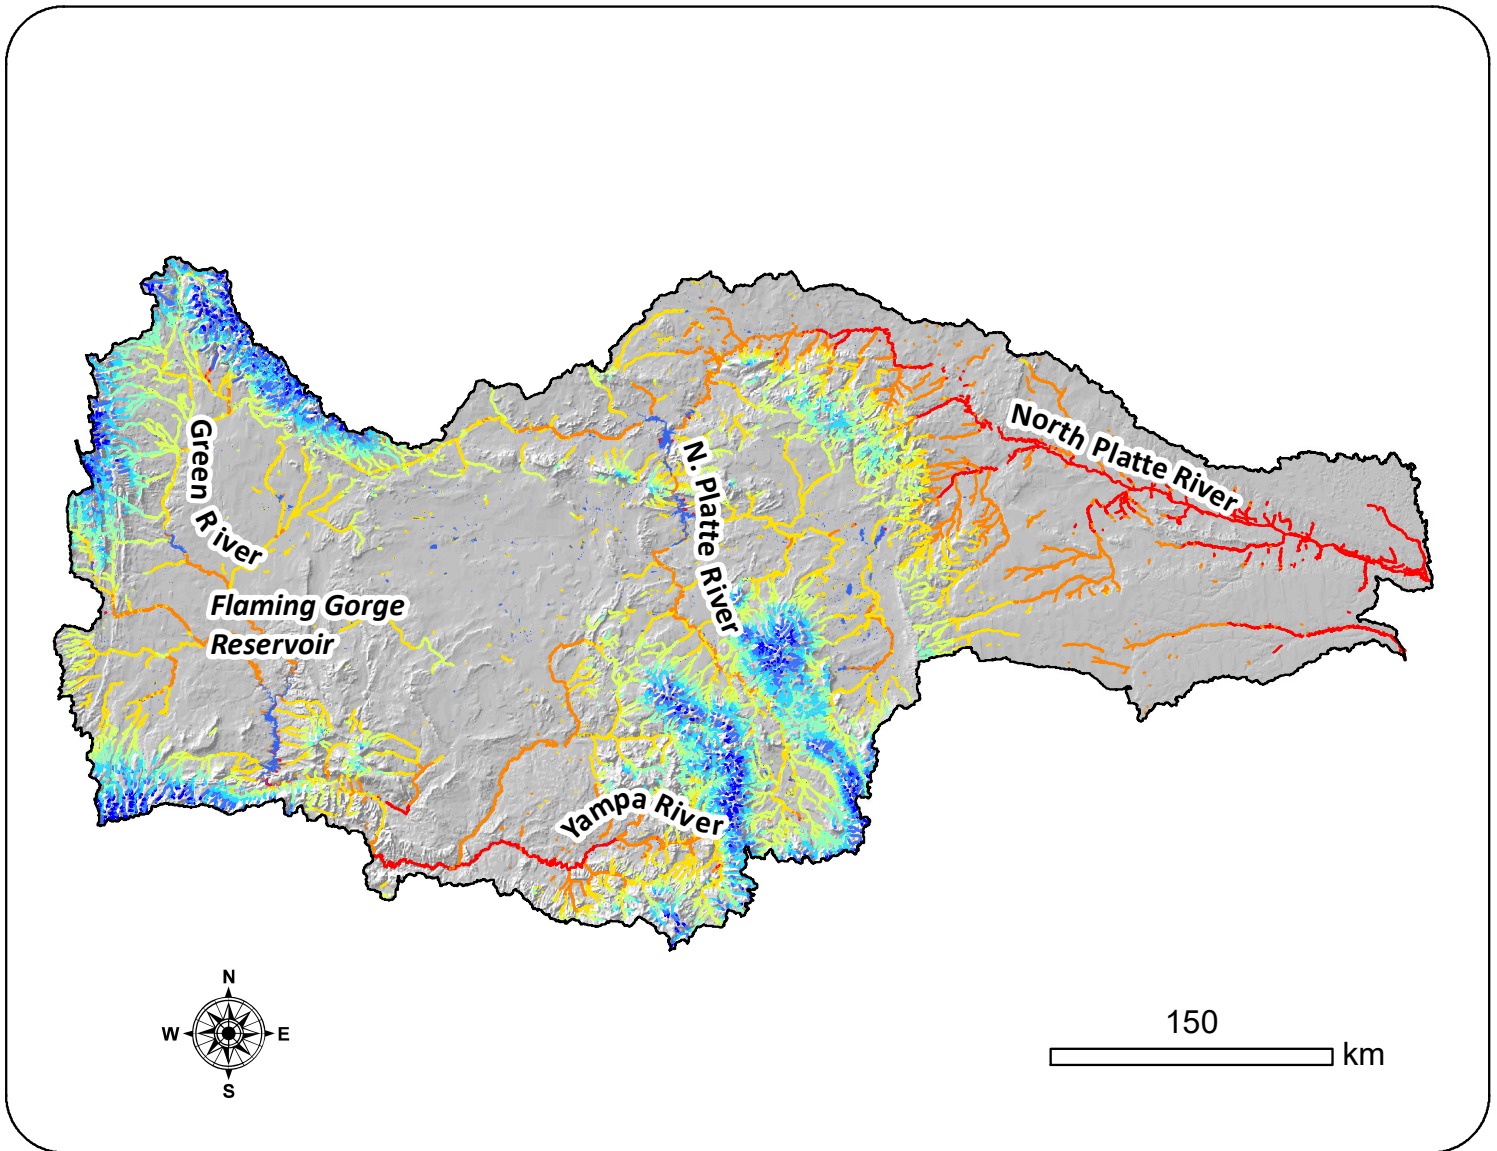 North Platte River
Green River
N. Platte River
Flaming Gorge
Reservoir
Yampa River
N
W
E
S
150
km